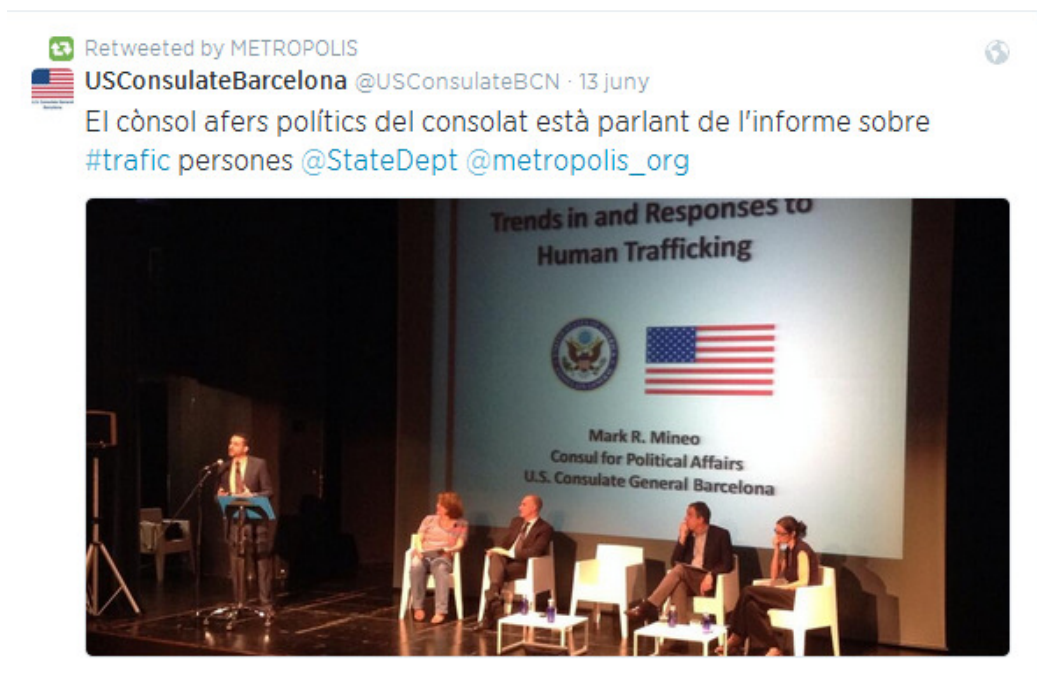 Retweeted by METROPOLIS
USConsulateBarcelona @USConsulateBCN · 13 juny
El cònsol afers polítics del consolat està parlant de l'informe sobre
#trafic persones @StateDept @metropolis_org
Trends in and Responses to
Human Trafficking
Mark R. Mineo
Consul for Political Affairs
U.S. Consulate General Barcelona